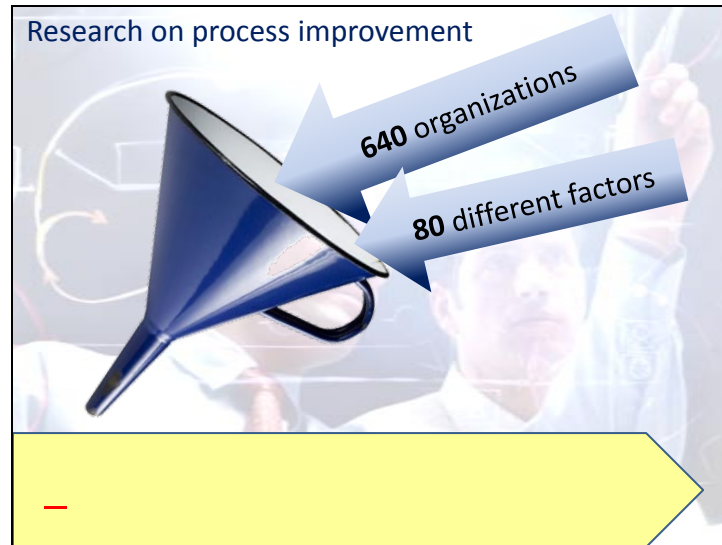 Research on process improvement
640 organizations
80 different factors